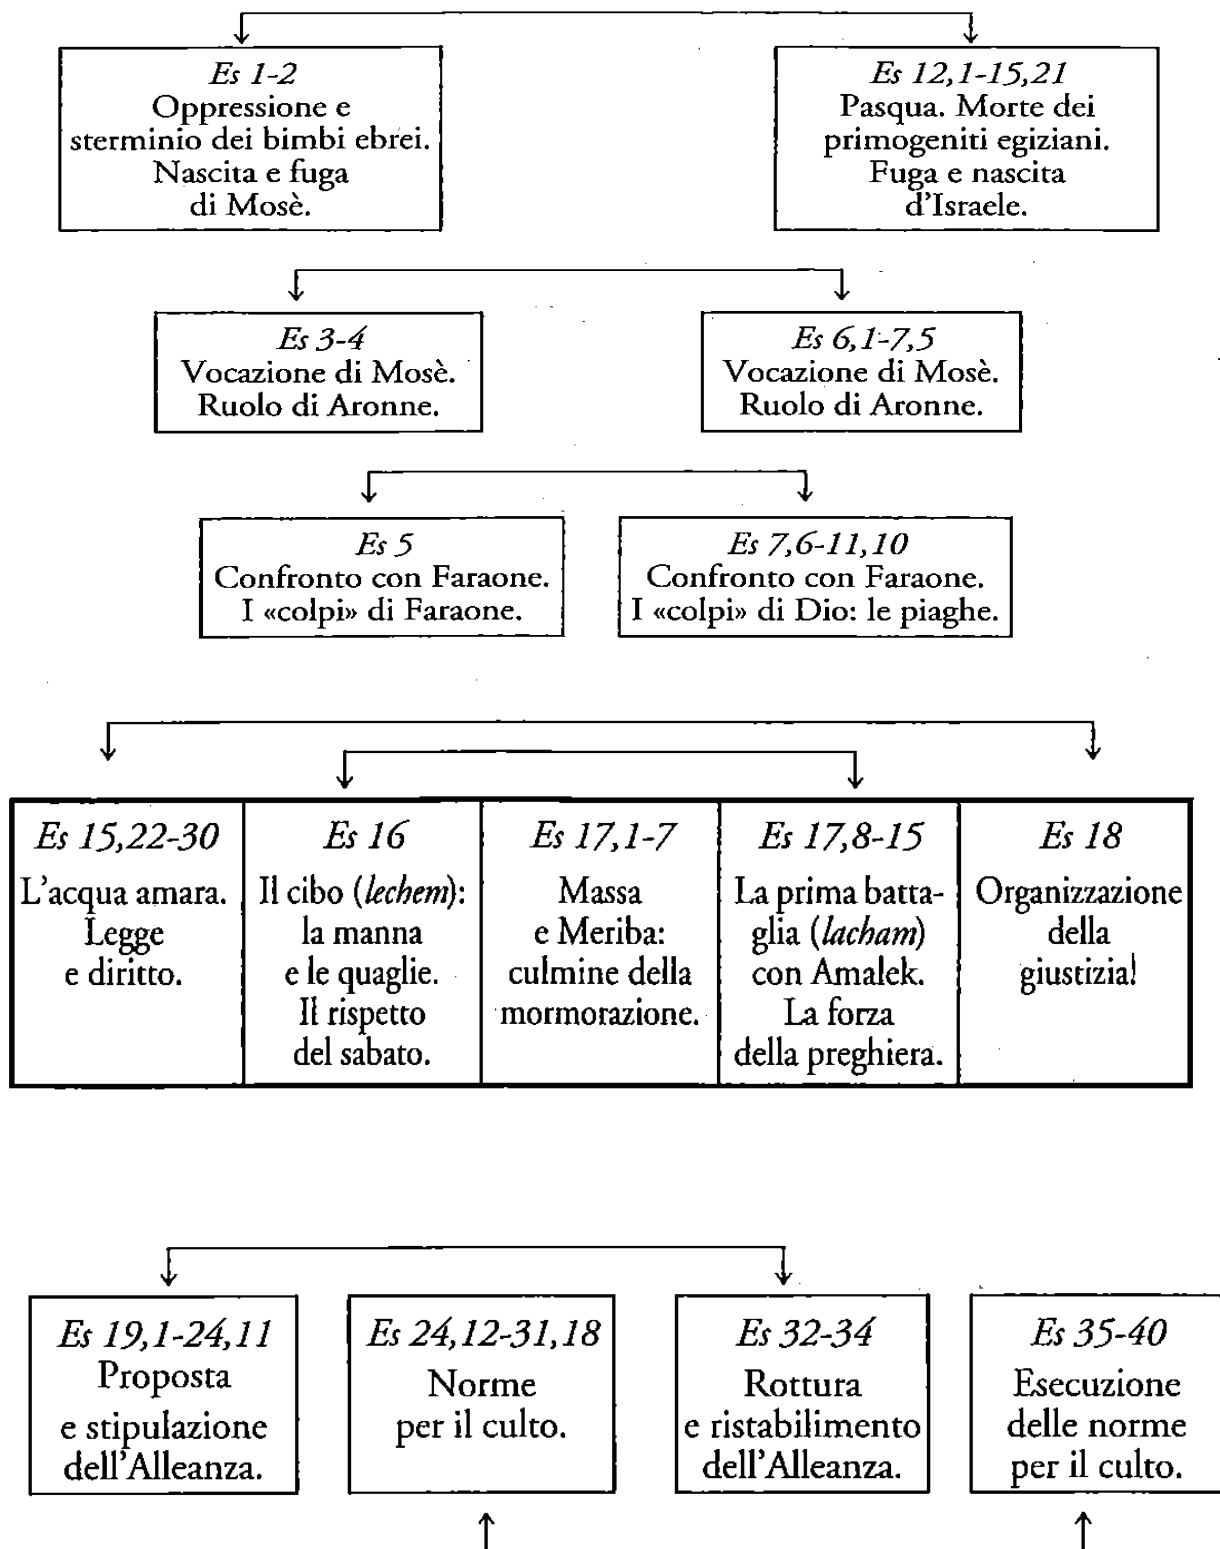 Es 1-2
Oppressione e
sterminio dei bimbi ebrei.
Nascita e fuga
di Mosè.
Es 12,1-15,21
Pasqua. Morte dei
primogeniti egiziani.
Fuga e nascita
d'Israele.
Es 3-4
Vocazione di Mosè.
Ruolo di Aronne.
Es 6,1-7,5
Vocazione di Mosè.
Ruolo di Aronne.
Es 5
Confronto con Faraone.
I «colpi» di Faraone.
Es 7,6-11,10
Confronto con Faraone.
I «colpi» di Dio: le piaghe.
Es 15,22-30
L'acqua amara.
Legge
e diritto.
Es 16
Il cibo (lechem):
la manna
e le quaglie.
Il rispetto
del sabato.
Es 17,1-7
Massa
e Meriba:
culmine della
mormorazione.
Es 17,8-15
La prima batta-
glia (lacham)
con Amalek.
La forza
della preghiera.
Es 18
Organizzazione
della
giustizia!
Es 19,1-24,11
Proposta
e stipulazione
dell'Alleanza.
Es 24,12-31,18
Norme
per il culto.
Es 32-34
Rottura
e ristabilimento
dell'Alleanza.
Es 35-40
Esecuzione
delle norme
per il culto.